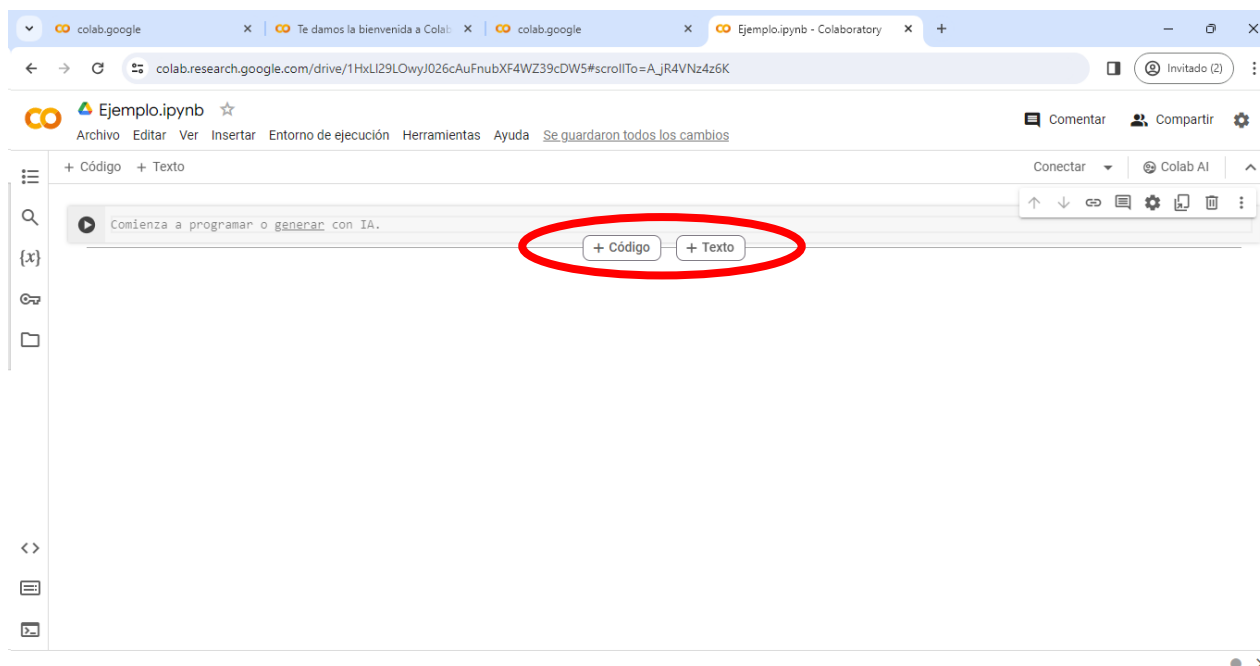 colab.google
Te damos la bienvenida a Colab
colab.google
Ejemplo.ipynb - Colaboratory
colab.research.google.com/drive/1HxLI29LOwyJ026cAuFnubXF4WZ39cDW5#scrollTo=A_jR4VNz4z6K
Invitado (2)
Ejemplo.ipynb
Comentar
Compartir
Archivo Editar Ver Insertar Entorno de ejecución Herramientas Ayuda Se guardaron todos los cambios
+ Código + Texto
Conectar
Colab AI
{x}
Comienza a programar o generar con IA.
+ Código + Texto